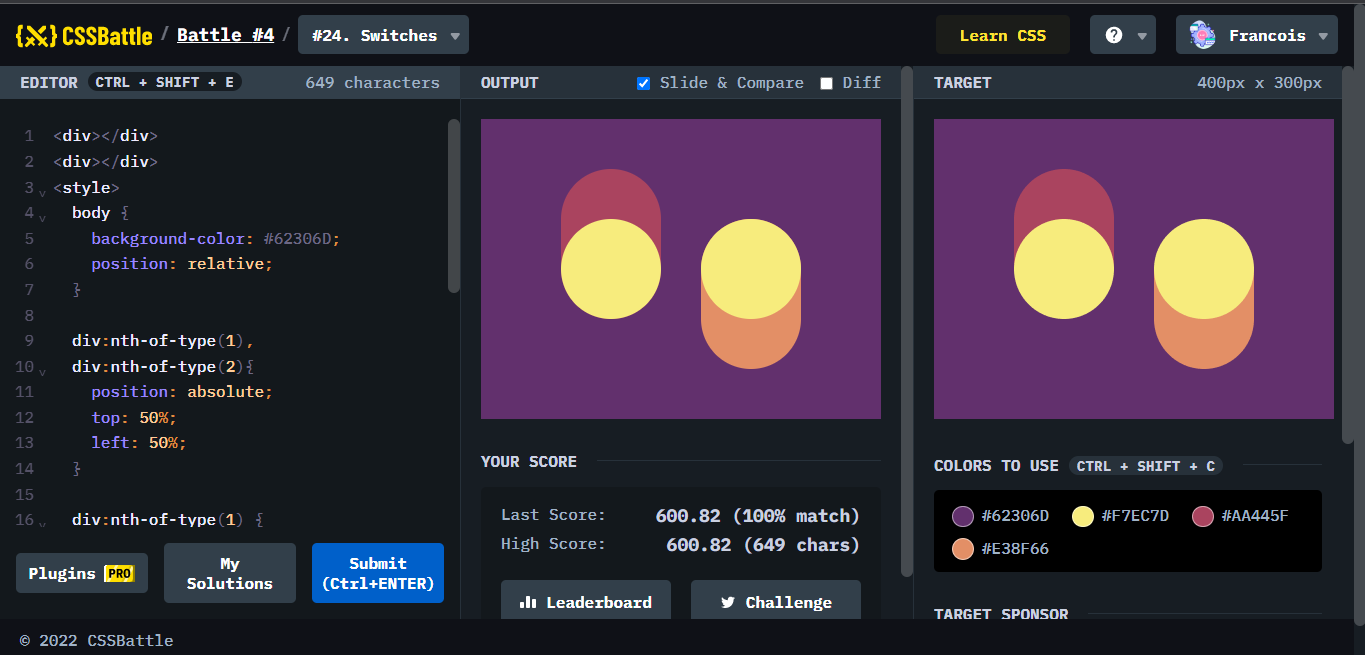 {X} CSSBattle / Battle #4 / #24. Switches Learn CSS ? Francois
EDITOR CTRL + SHIFT + E 649 characters
1 <div></div>
2 <div></div>
3 <style>
4 body {
5 background-color: #62306D;
6 position: relative;
7 }
8
9 div:nth-of-type(1),
10 div:nth-of-type(2){
11 position: absolute;
12 top: 50%;
13 left: 50%;
14 }
15
16 div:nth-of-type(1) {
Plugins PRO
My
Solutions
Submit
(Ctrl+ENTER)
OUTPUT Slide & Compare Diff
YOUR SCORE
Last Score: 600.82 (100% match)
High Score: 600.82 (649 chars)
Leaderboard Challenge
TARGET 400px x 300px
COLORS TO USE CTRL + SHIFT + C
#62306D #F7EC7D #AA445F
#E38F66
TARGET SPONSOR
© 2022 CSSBattle